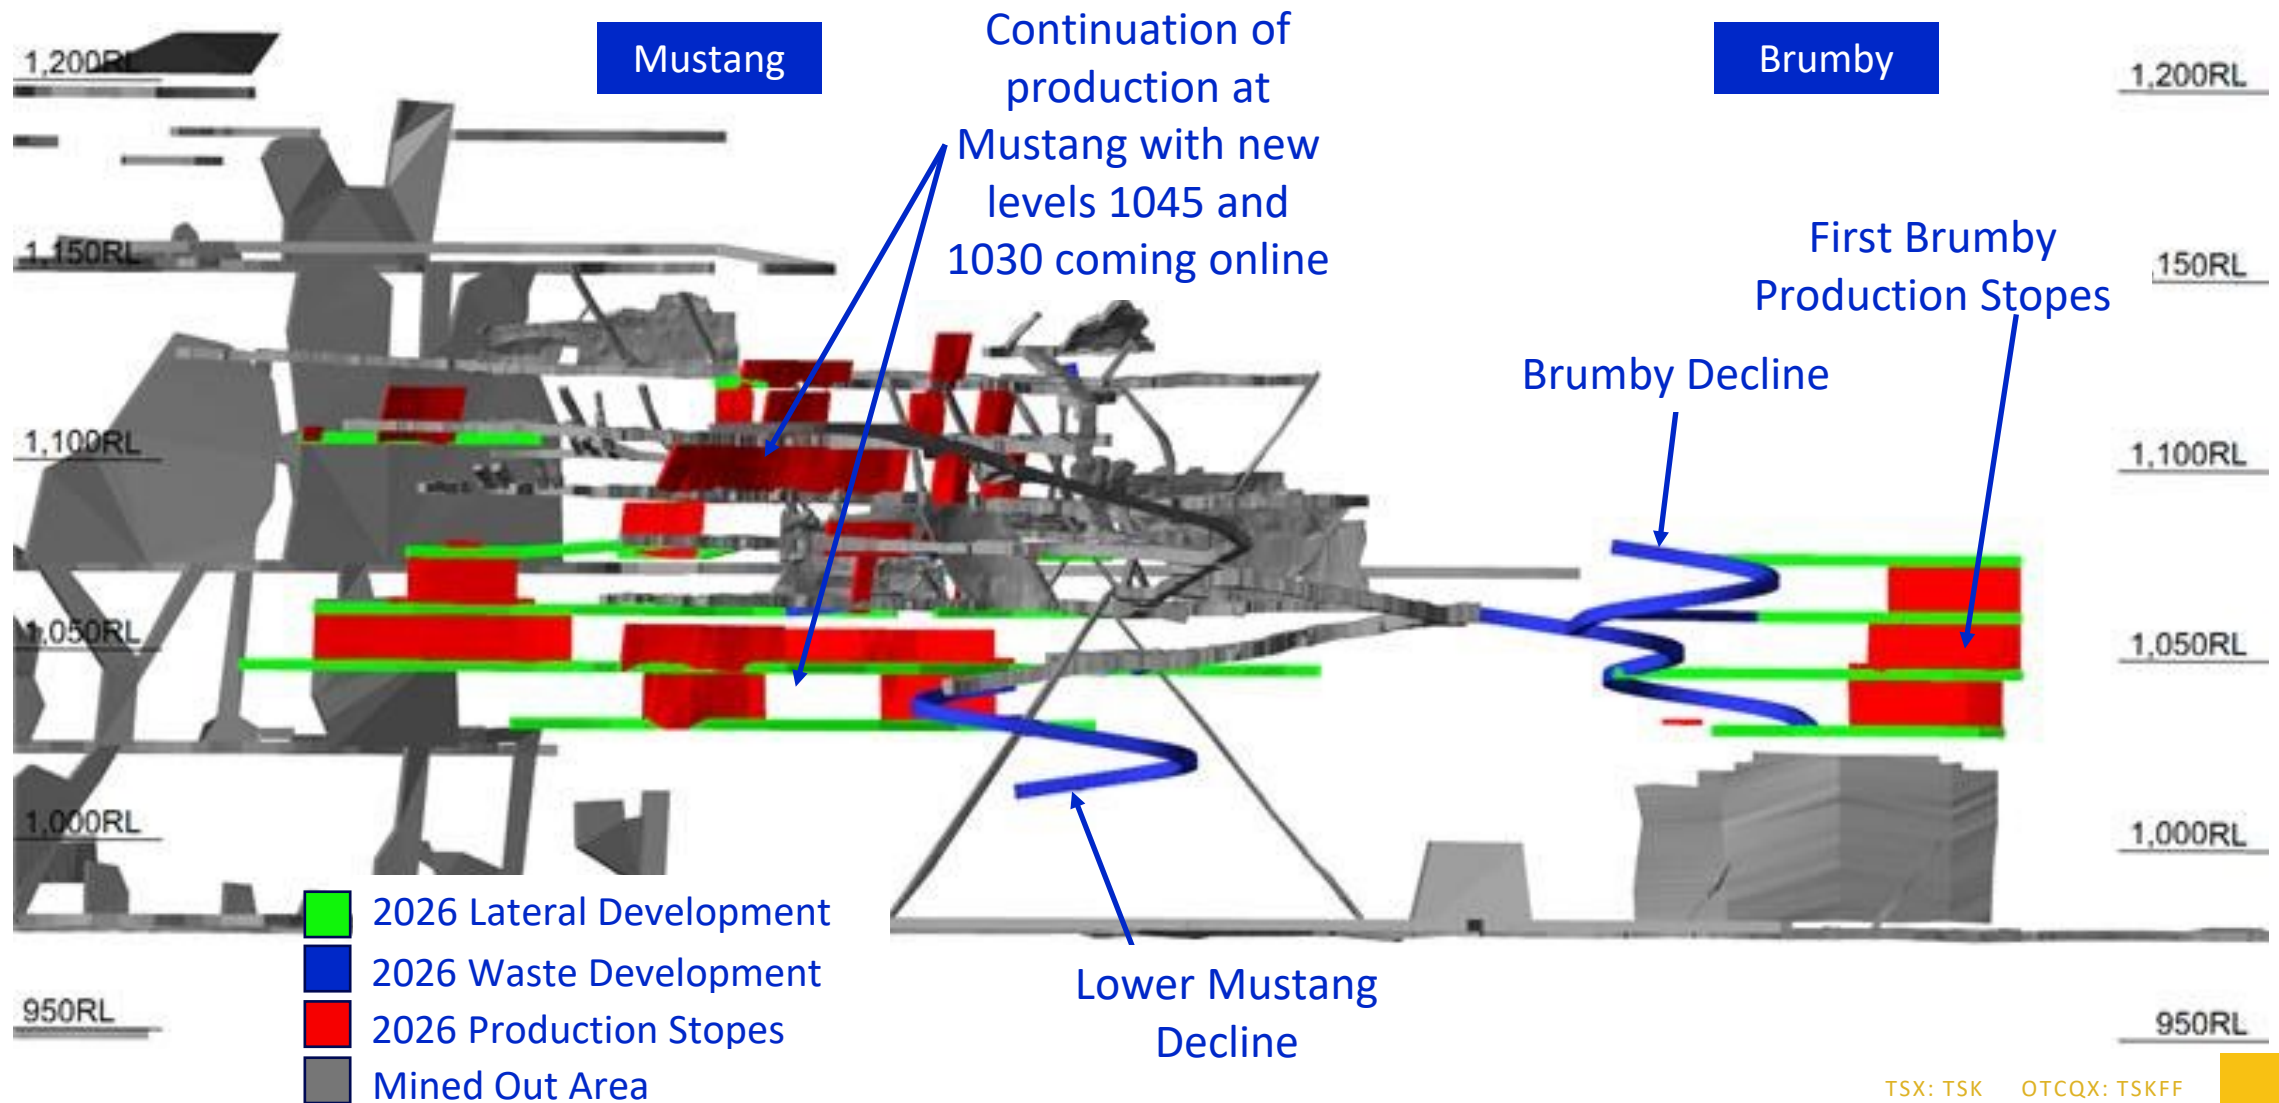 Mustang
Continuation of
production at
Mustang with new
levels 1045 and
1030 coming online
Brumby
1,200RL
1,200RL
1,150RL
150RL
First Brumby
Production Stopes
Brumby Decline
1,100RL
1,100RL
1,050RL
1,050RL
1,000RL
1,000RL
2026 Lateral Development
2026 Waste Development
2026 Production Stopes
Mined Out Area
Lower Mustang
Decline
950RL
950RL
TSX: TSK OTCQX: TSKFF